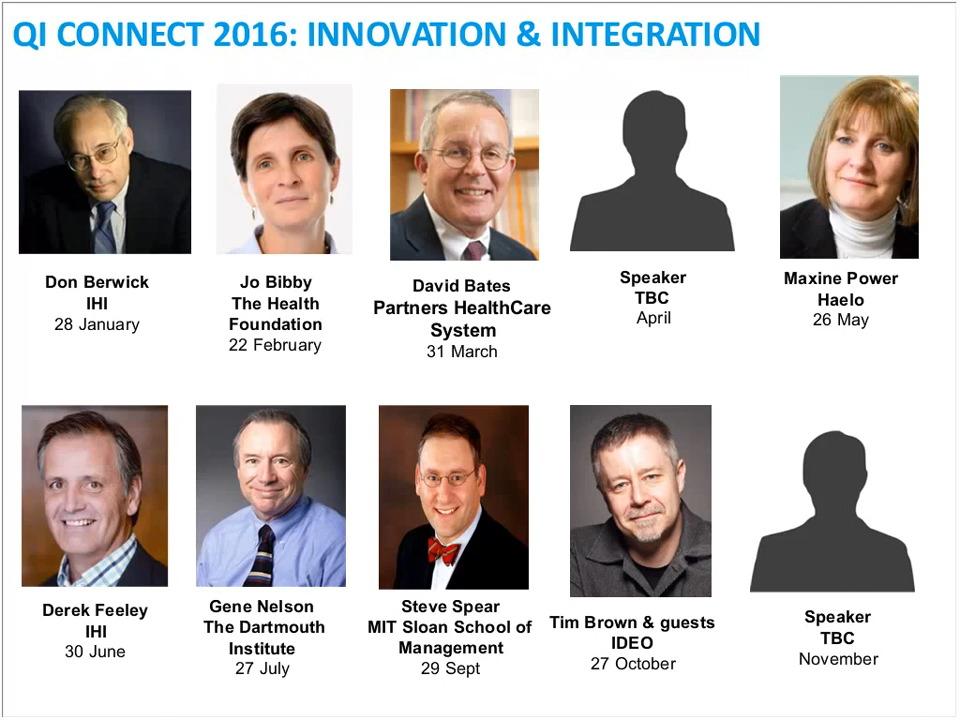 QI CONNECT 2016: INNOVATION & INTEGRATION
Don Berwick
IHI
28 January
Jo Bibby
The Health
Foundation
22 February
David Bates
Partners HealthCare
System
31 March
Speaker
TBC
April
Maxine Power
Haelo
26 May
Derek Feeley
IHI
30 June
Gene Nelson
The Dartmouth
Institute
27 July
Steve Spear
MIT Sloan School of
Management
29 Sept
Tim Brown & guests
IDEO
27 October
Speaker
TBC
November